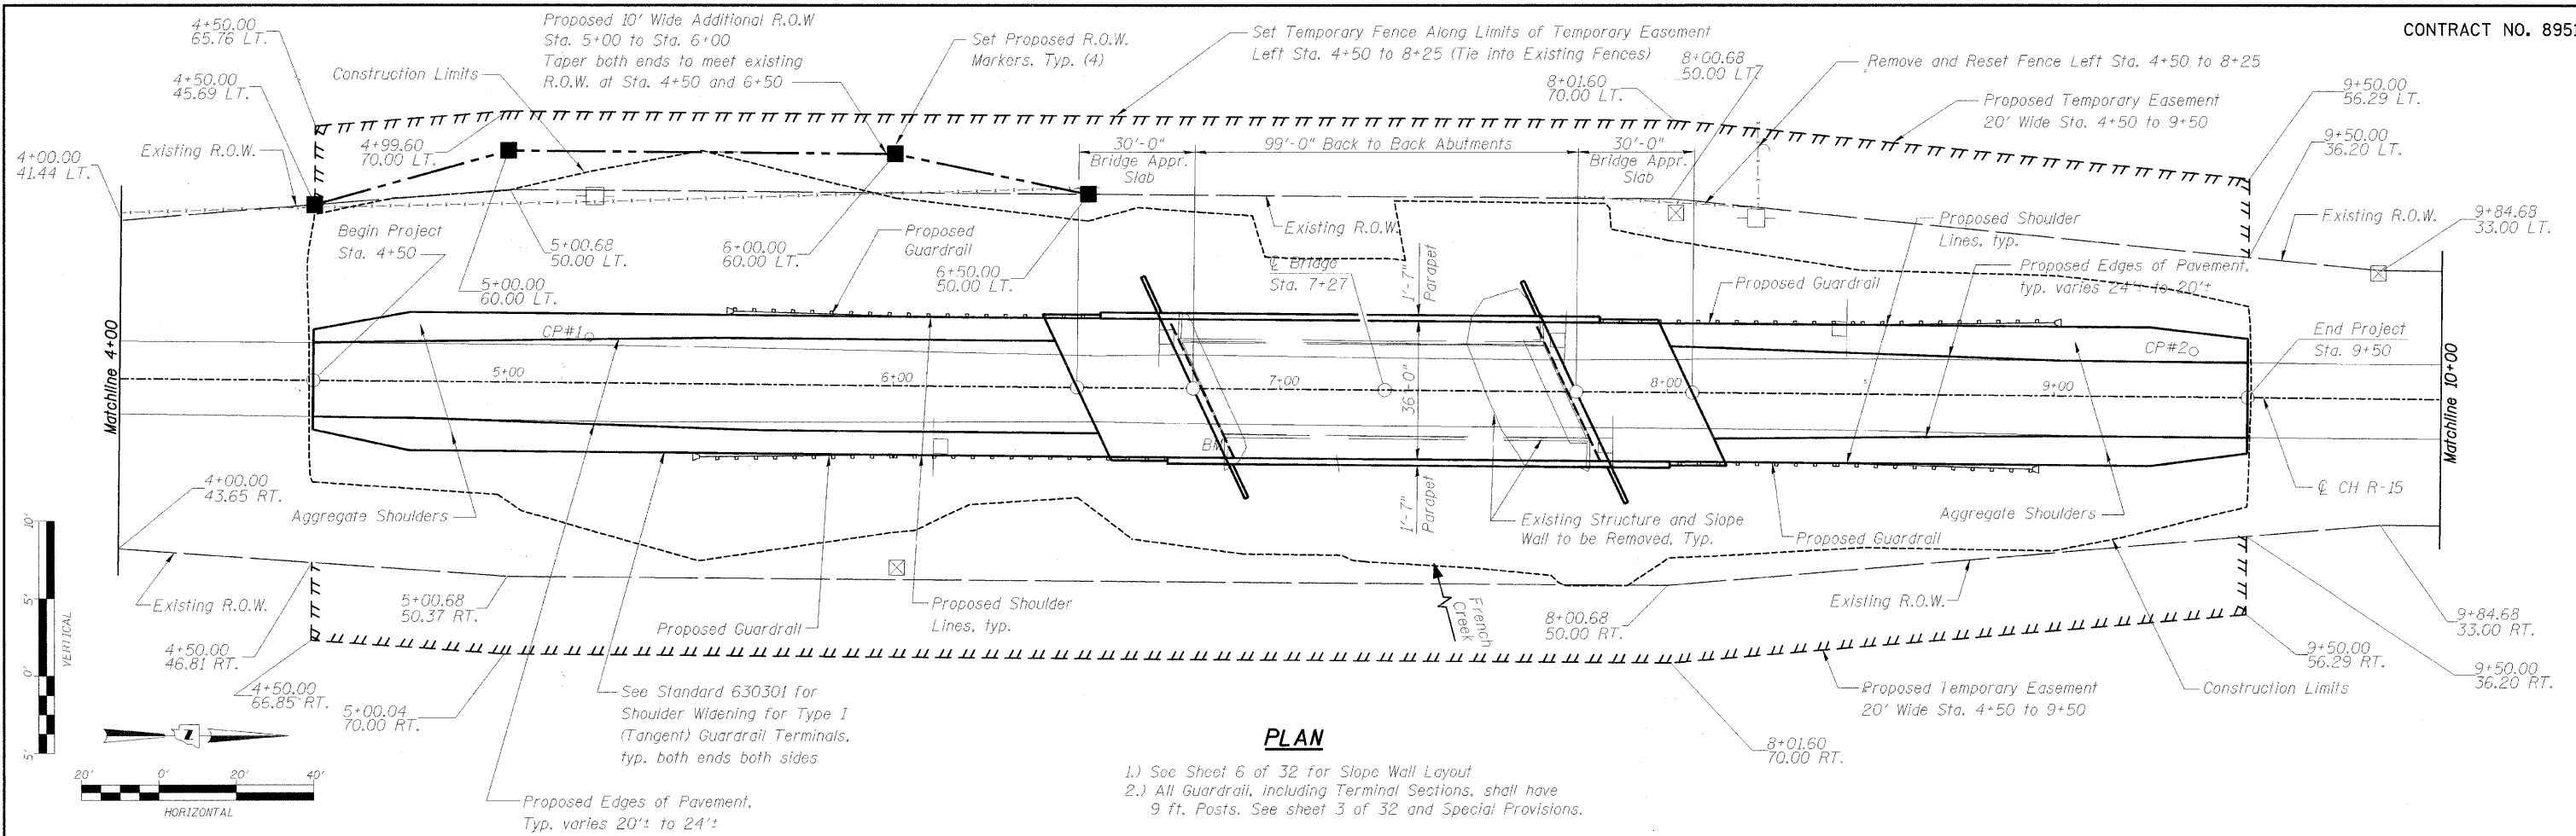 CONTRACT NO. 8951
4+50.00
65.76 LT.
Proposed 10' Wide Additional R.O.W
Sta. 5+00 to Sta. 6+00
Taper both ends to meet existing
R.O.W. at Sta. 4+50 and 6+50
Set Proposed R.O.W.
Markers, Typ. (4)
Set Temporary Fence Along Limits of Temporary Easement
Left Sta. 4+50 to 8+25 (Tie into Existing Fences)
8+00.68
50.00 LT.
Remove and Reset Fence Left Sta. 4+50 to 8+25
4+50.00
45.69 LT.
Construction Limits
8+01.60
70.00 LT.
Proposed Temporary Easement
20' Wide Sta. 4+50 to 9+50
9+50.00
56.29 LT.
4+00.00
41.44 LT.
Existing R.O.W.
4+99.60
70.00 LT.
30'-0"
Bridge Appr.
Slab
99'-0" Back to Back Abutments
30'-0"
Bridge Appr.
Slab
9+50.00
36.20 LT.
Begin Project
Sta. 4+50
5+00.68
50.00 LT.
5+00.00
60.00 LT.
6+00.00
60.00 LT.
Proposed
Guardrail
6+50.00
50.00 LT.
Existing R.O.W.
℄ Bridge
Sta. 7+27
1'-7"
Parapet
Proposed Shoulder
Lines, typ.
Existing R.O.W.
9+84.68
33.00 LT.
Proposed Guardrail
Proposed Edges of Pavement,
typ. varies 24'± to 20'±
Matchline 4+00
CP#1
CP#2
End Project
Sta. 9+50
Matchline 10+00
5+00
6+00
7+00
8+00
9+00
36'-0"
BM
4+00.00
43.65 RT.
Aggregate Shoulders
1'-7"
Parapet
Existing Structure and Slope
Wall to be Removed, Typ.
Proposed Guardrail
Aggregate Shoulders
℄ CH R-15
10'
5'
0'
5'
VERTICAL
Existing R.O.W.
4+50.00
46.81 RT.
5+00.68
50.37 RT.
Proposed Guardrail
Proposed Shoulder
Lines, typ.
French
Creek
8+00.68
50.00 RT.
Existing R.O.W.
9+84.68
33.00 RT.
4+50.00
66.85 RT.
5+00.04
70.00 RT.
See Standard 630301 for
Shoulder Widening for Type I
(Tangent) Guardrail Terminals,
typ. both ends both sides
Proposed Temporary Easement
20' Wide Sta. 4+50 to 9+50
Construction Limits
9+50.00
56.29 RT.
9+50.00
36.20 RT.
Z
20'
0'
20'
40'
HORIZONTAL
Proposed Edges of Pavement,
Typ. varies 20'± to 24'±
8+01.60
70.00 RT.
PLAN
1.) See Sheet 6 of 32 for Slope Wall Layout
2.) All Guardrail, including Terminal Sections, shall have
9 ft. Posts. See sheet 3 of 32 and Special Provisions.